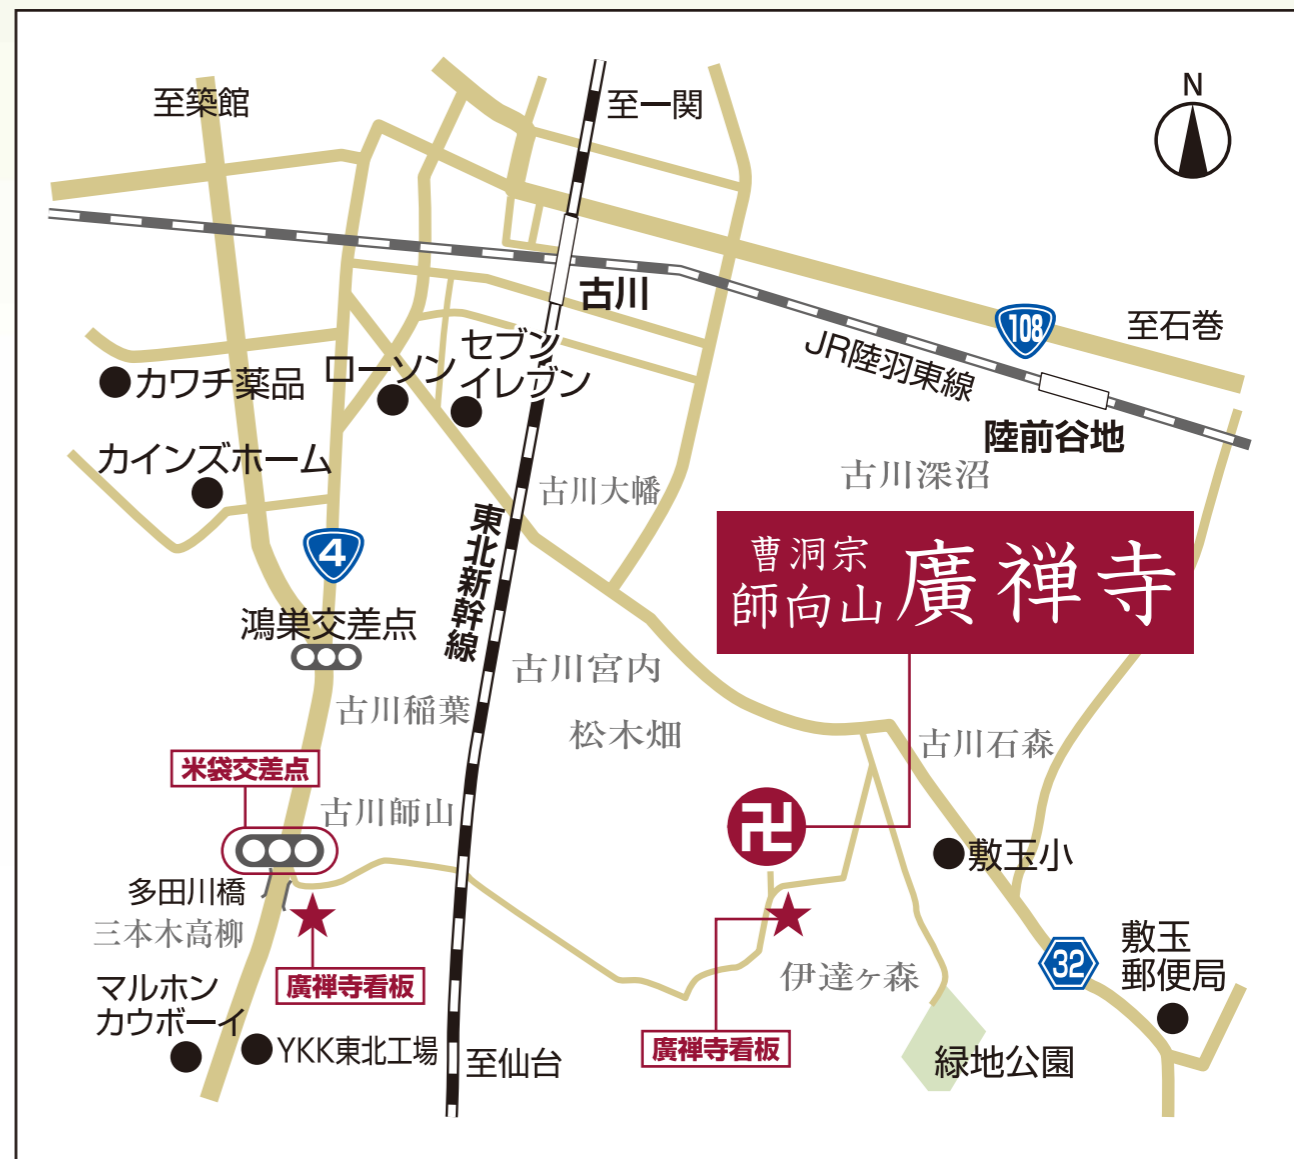 至築館
至一関
N
古川
108
至石巻
JR陸羽東線
陸前谷地
セブン
イレブン
ローソン
カワチ薬品
カインズホーム
古川大幡
古川深沼
東北新幹線
4
曹洞宗
師向山
廣禅寺
鴻巣交差点
古川宮内
古川稲葉
松木畑
古川石森
米袋交差点
古川師山
卍
敷玉小
多田川橋
三本木高柳
敷玉
郵便局
32
伊達ヶ森
マルホン
カウボーイ
廣禅寺看板
廣禅寺看板
YKK東北工場
至仙台
緑地公園